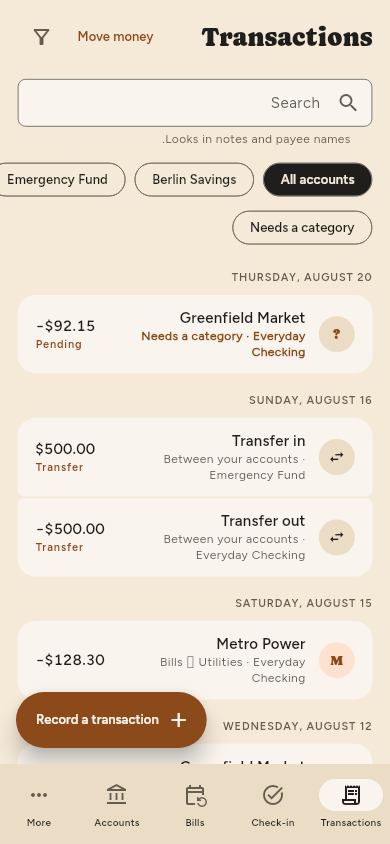 Transactions
Move money
Search
Looks in notes and payee names.
All accounts
Berlin Savings
Emergency Fund
Needs a category
THURSDAY, AUGUST 20
Greenfield Market
-$92.15
Needs a category · Everyday
Checking
Pending
SUNDAY, AUGUST 16
Transfer in
$500.00
Between your accounts ·
Emergency Fund
Transfer
Transfer out
-$500.00
Between your accounts ·
Everyday Checking
Transfer
SATURDAY, AUGUST 15
Metro Power
M
-$128.30
Bills ▯ Utilities · Everyday
Checking
WEDNESDAY, AUGUST 12
Record a transaction
Transactions
Check-in
Bills
Accounts
More